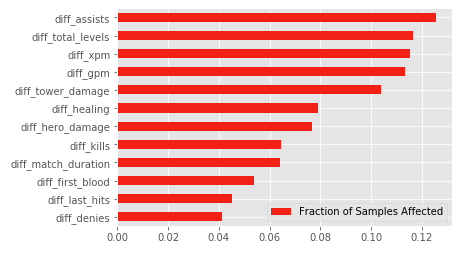 diff_assists
diff_total_levels
diff_xpm
diff_gpm
diff_tower_damage
diff_healing
diff_hero_damage
diff_kills
diff_match_duration
diff_first_blood
diff_last_hits
diff_denies
Fraction of Samples Affected
0.00 0.02 0.04 0.06 0.08 0.10 0.12